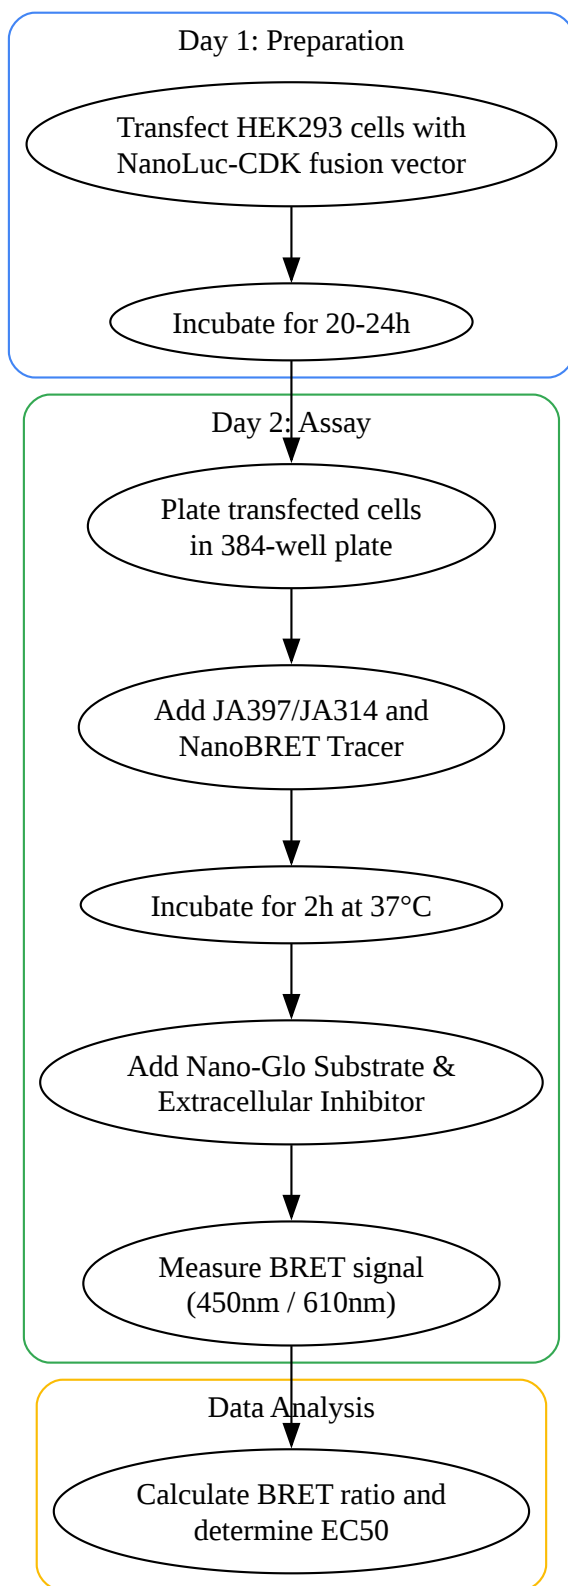 Day 1: Preparation
Transfect HEK293 cells with
NanoLuc-CDK fusion vector
Incubate for 20-24h
Day 2: Assay
Plate transfected cells
in 384-well plate
Add JA397/JA314 and
NanoBRET Tracer
Incubate for 2h at 37°C
Add Nano-Glo Substrate &
Extracellular Inhibitor
Measure BRET signal
(450nm / 610nm)
Data Analysis
Calculate BRET ratio and
determine EC50